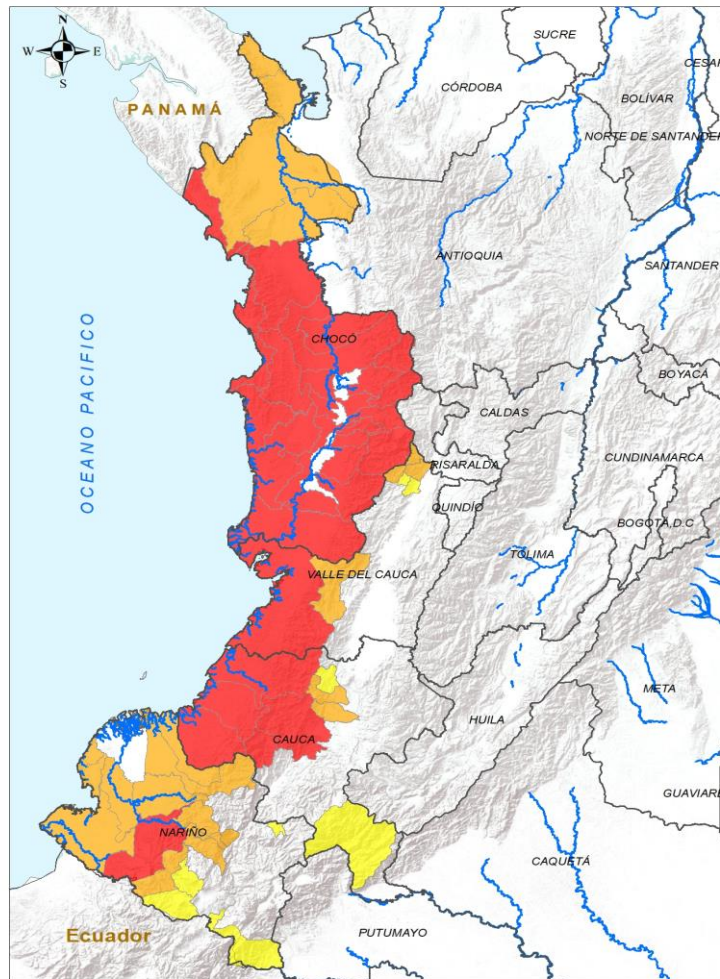 N
W
E
S
SUCRE
CESAR
CÓRDOBA
BOLÍVAR
PANAMÁ
NORTE DE SANTANDER
ANTIOQUIA
SANTANDER
OCEANO PACIFICO
CHOCÓ
BOYACÁ
CALDAS
CUNDINAMARCA
RISARALDA
QUINDÍO
BOGOTÁ, D.C
TOLIMA
VALLE DEL CAUCA
META
HUILA
CAUCA
GUAVIARE
NARIÑO
CAQUETÁ
Ecuador
PUTUMAYO